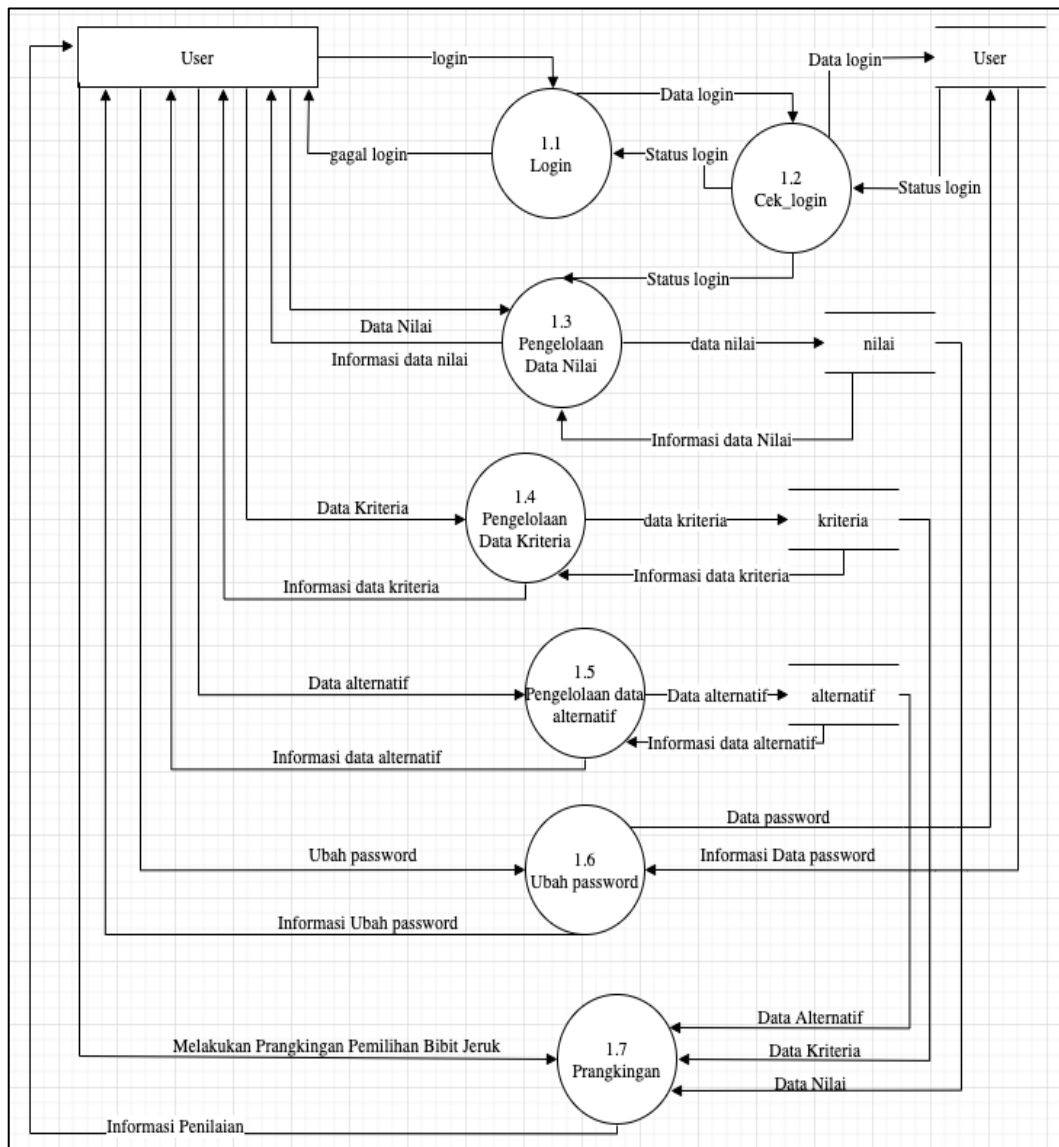 User
login
Data login
User
Data login
1.1
Login
gagal login
Status login
1.2
Cek_login
Status login
Status login
1.3
Pengelolaan
Data Nilai
Data Nilai
Informasi data nilai
data nilai
nilai
Informasi data Nilai
1.4
Pengelolaan
Data Kriteria
Data Kriteria
data kriteria
kriteria
Informasi data kriteria
Informasi data kriteria
1.5
Pengelolaan data
alternatif
Data alternatif
Data alternatif
alternatif
Informasi data alternatif
Informasi data alternatif
Data password
Ubah password
1.6
Ubah password
Informasi Data password
Informasi Ubah password
Data Alternatif
Melakukan Prangkingan Pemilihan Bibit Jeruk
1.7
Prangkingan
Data Kriteria
Data Nilai
Informasi Penilaian